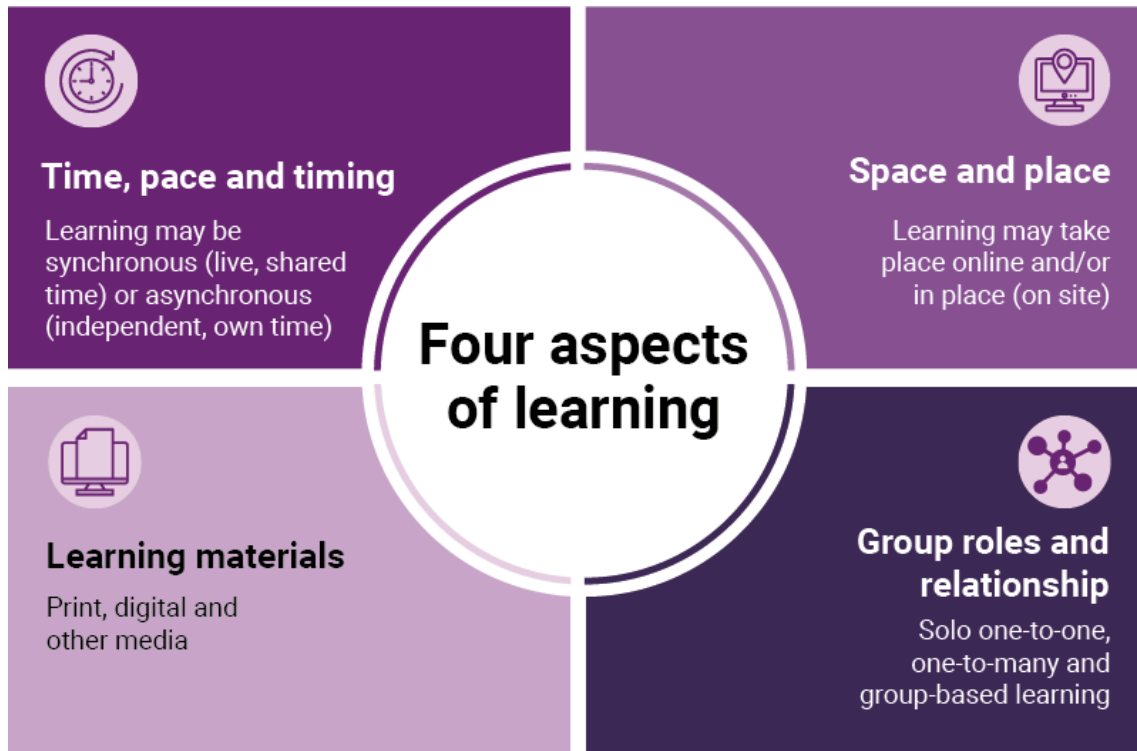 Time, pace and timing
Learning may be
synchronous (live, shared
time) or asynchronous
(independent, own time)
Space and place
Learning may take
place online and/or
in place (on site)
Four aspects
of learning
Learning materials
Print, digital and
other media
Group roles and
relationship
Solo one-to-one,
one-to-many and
group-based learning